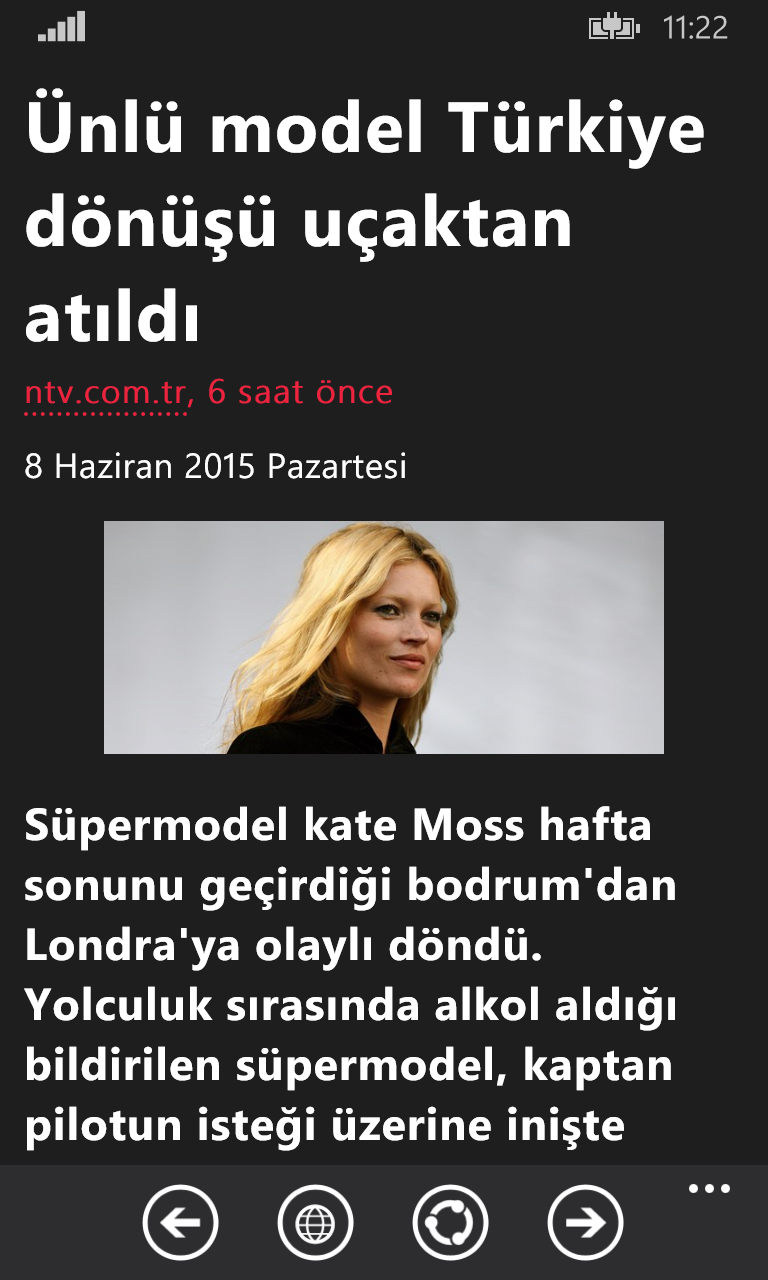 11:22
Ünlü model Türkiye
dönüşü uçaktan
atıldı
ntv.com.tr, 6 saat önce
8 Haziran 2015 Pazartesi
Süpermodel kate Moss hafta
sonunu geçirdiği bodrum'dan
Londra'ya olaylı döndü.
Yolculuk sırasında alkol aldığı
bildirilen süpermodel, kaptan
pilotun isteği üzerine inişte